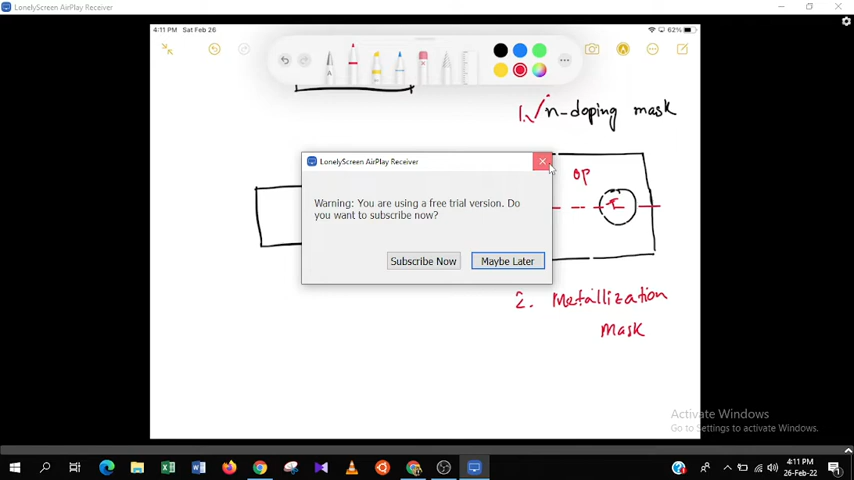 LonelyScreen AirPlay Receiver
4:11 PM Sat Feb 26
62%
A
1. n-doping mask
LonelyScreen AirPlay Receiver
OP
Warning: You are using a free trial version. Do
you want to subscribe now?
Subscribe Now
Maybe Later
2. Metallization
Mask
Activate Windows
Go to Settings to activate Windows.
4:11 PM
26-Feb-22